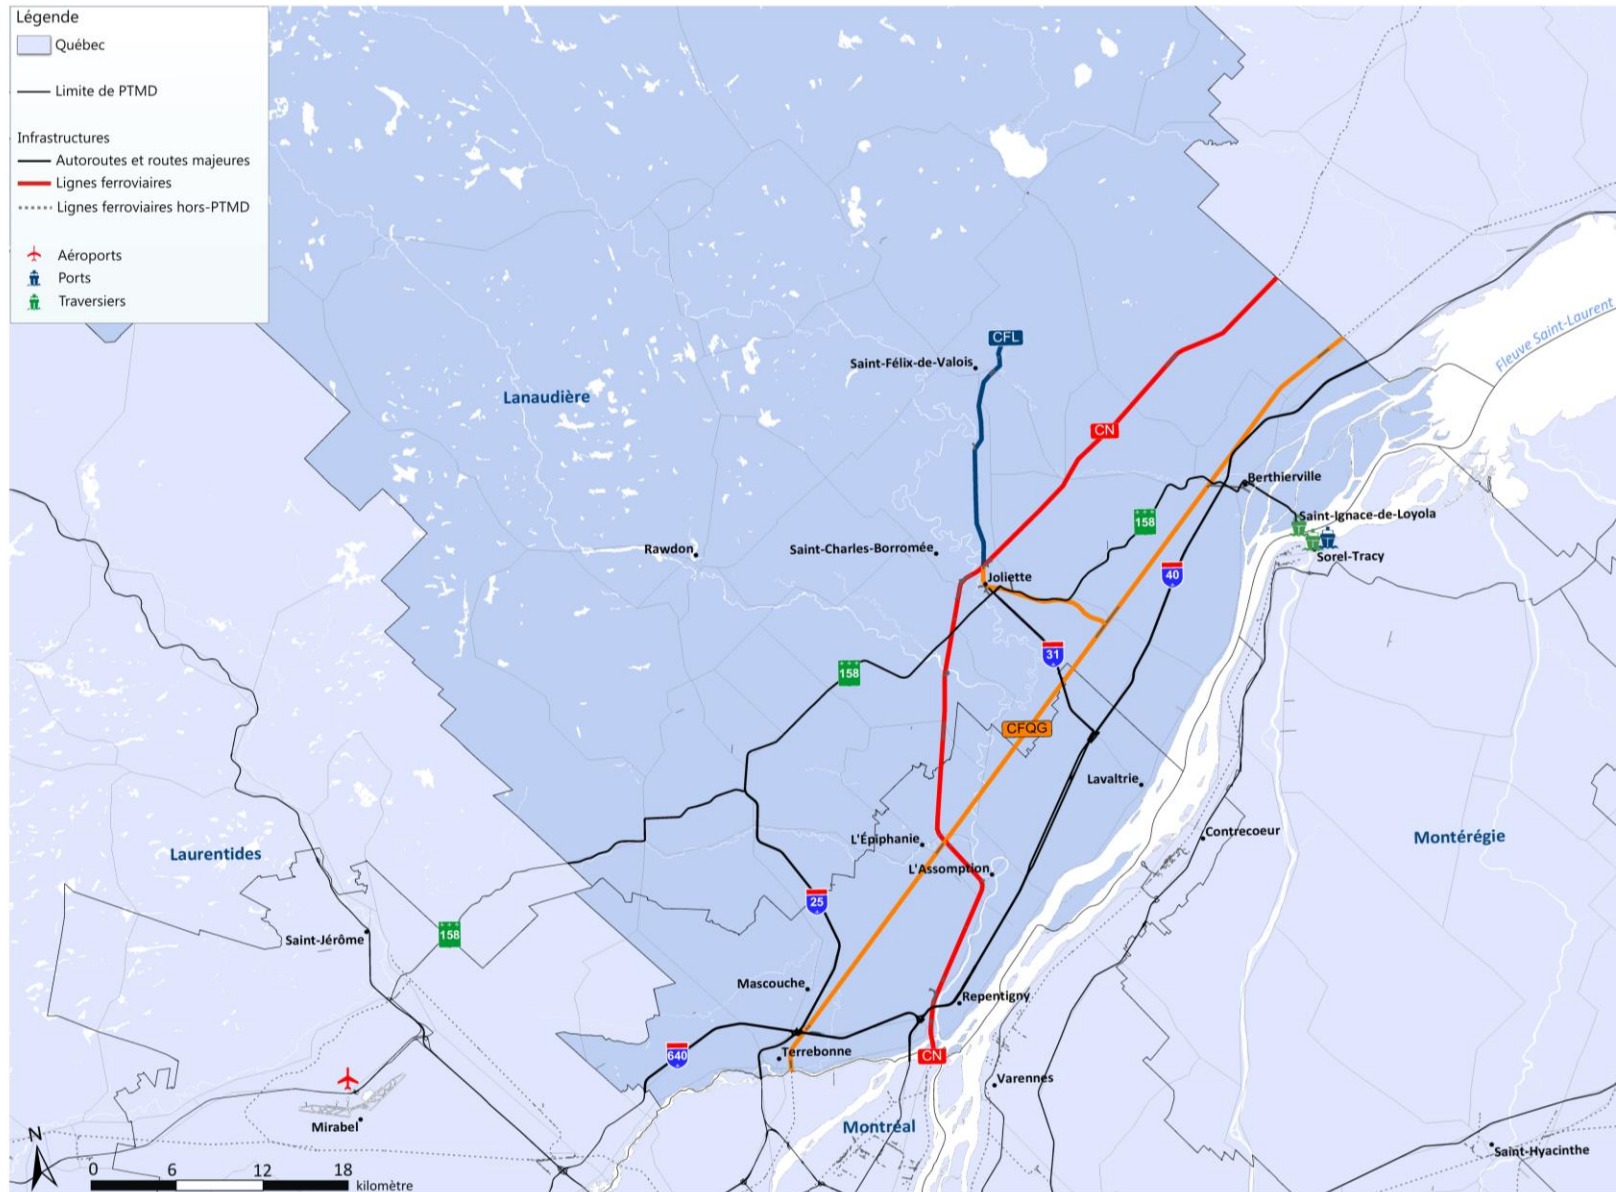 Légende
Québec
Limite de PTMD
Infrastructures
Autoroutes et routes majeures
Lignes ferroviaires
Lignes ferroviaires hors-PTMD
Aéroports
Ports
Traversiers
Fleuve Saint-Laurent
CFL
Saint-Félix-de-Valois
Lanaudière
CN
Berthierville
158
Saint-Ignace-de-Loyola
Rawdon
Saint-Charles-Borromée
Sorel-Tracy
Joliette
40
31
158
CFQG
Lavaltrie
L'Épiphanie
Contrecoeur
Montérégie
Laurentides
L'Assomption
25
158
Saint-Jérôme
Mascouche
Repentigny
640
Terrebonne
CN
Varennes
Mirabel
Montréal
Saint-Hyacinthe
N
0 6 12 18
kilomètre